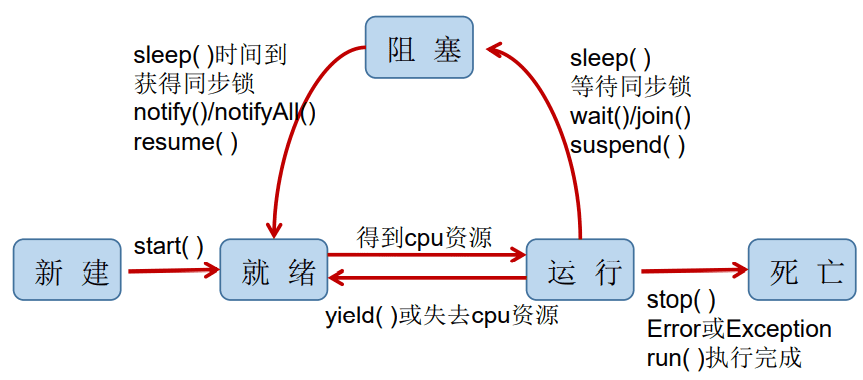 阻 塞
sleep( )时间到
获得同步锁
notify()/notifyAll()
resume( )
sleep( )
等待同步锁
wait()/join()
suspend( )
新 建
start( )
就 绪
得到cpu资源
yield( )或失去cpu资源
运 行
stop( )
Error或Exception
run( )执行完成
死 亡